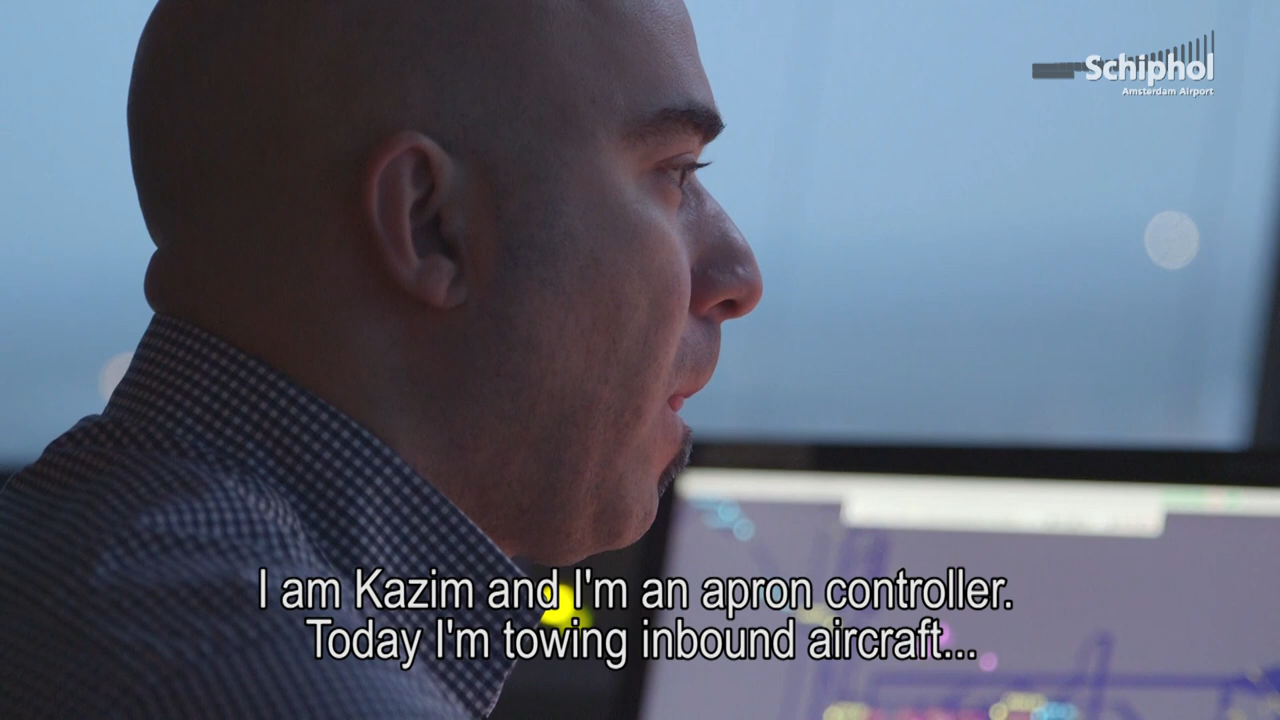 Schiphol
Amsterdam Airport
I am Kazim and I'm an apron controller.
Today I'm towing inbound aircraft...